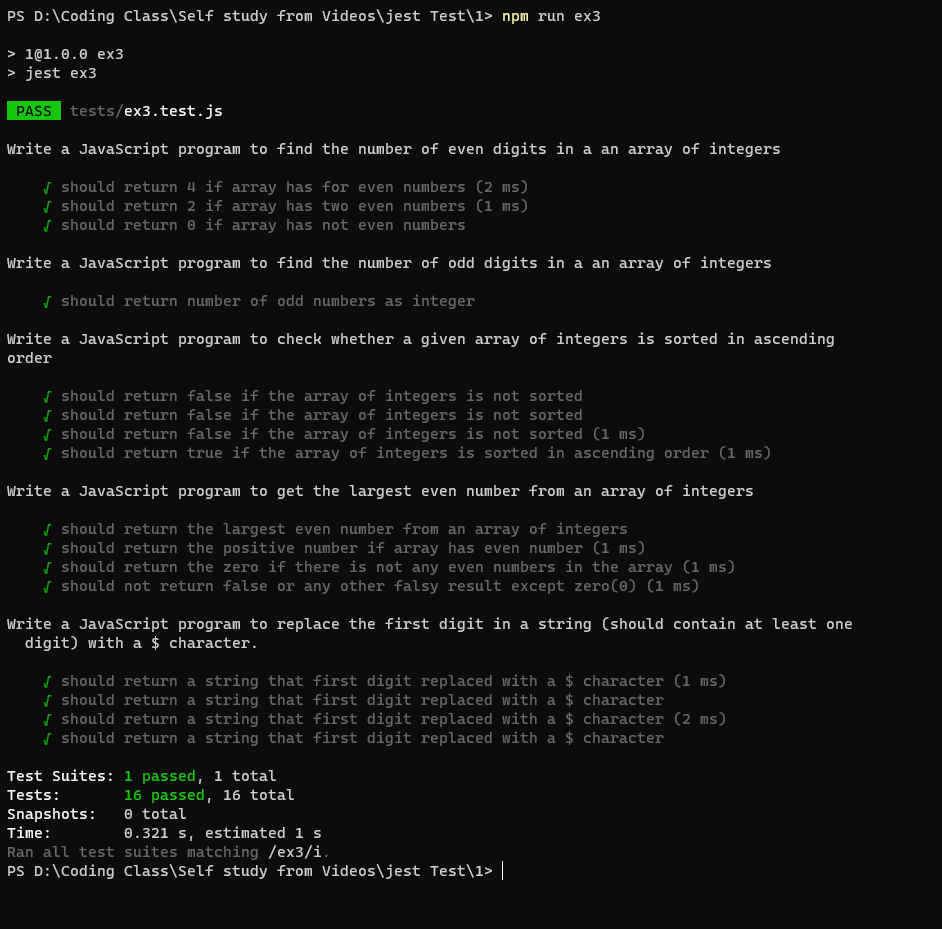 PS D:\Coding Class\Self study from Videos\jest Test\1> npm run ex3
> 1@1.0.0 ex3
> jest ex3
PASS tests/ex3.test.js
Write a JavaScript program to find the number of even digits in a an array of integers
√ should return 4 if array has for even numbers (2 ms)
√ should return 2 if array has two even numbers (1 ms)
√ should return 0 if array has not even numbers
Write a JavaScript program to find the number of odd digits in a an array of integers
√ should return number of odd numbers as integer
Write a JavaScript program to check whether a given array of integers is sorted in ascending
order
√ should return false if the array of integers is not sorted
√ should return false if the array of integers is not sorted
√ should return false if the array of integers is not sorted (1 ms)
√ should return true if the array of integers is sorted in ascending order (1 ms)
Write a JavaScript program to get the largest even number from an array of integers
√ should return the largest even number from an array of integers
√ should return the positive number if array has even number (1 ms)
√ should return the zero if there is not any even numbers in the array (1 ms)
√ should not return false or any other falsy result except zero(0) (1 ms)
Write a JavaScript program to replace the first digit in a string (should contain at least one
digit) with a $ character.
√ should return a string that first digit replaced with a $ character (1 ms)
√ should return a string that first digit replaced with a $ character
√ should return a string that first digit replaced with a $ character (2 ms)
√ should return a string that first digit replaced with a $ character
Test Suites: 1 passed, 1 total
Tests: 16 passed, 16 total
Snapshots: 0 total
Time: 0.321 s, estimated 1 s
Ran all test suites matching /ex3/i.
PS D:\Coding Class\Self study from Videos\jest Test\1>